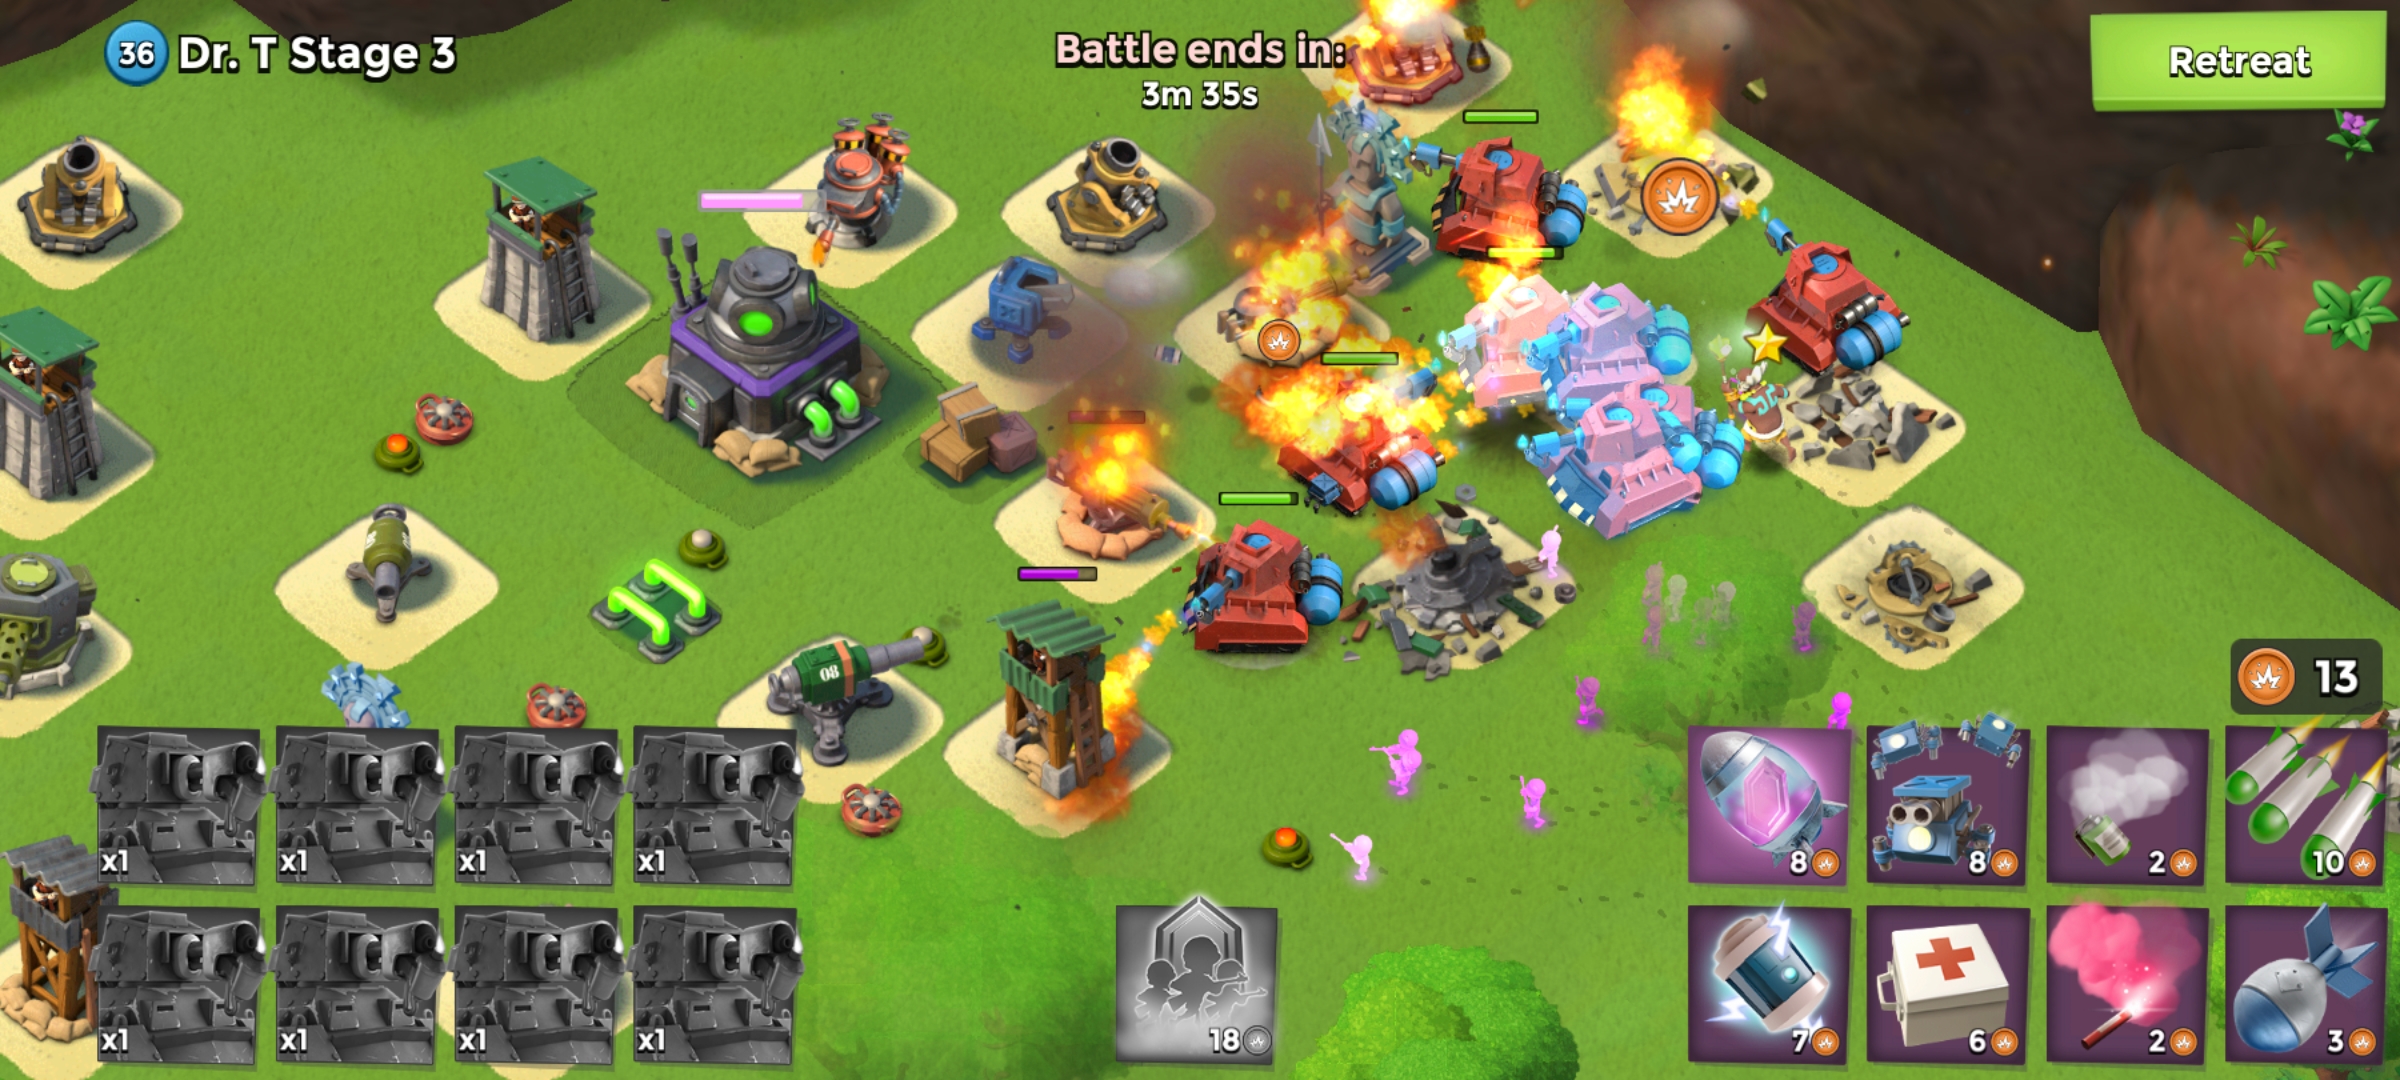 36 Dr. T Stage 3
Battle ends in:
3m 35s
Retreat
08
13
x1 x1 x1 x1
8 8 2 10
x1 x1 x1 x1
18
7 6 2 3